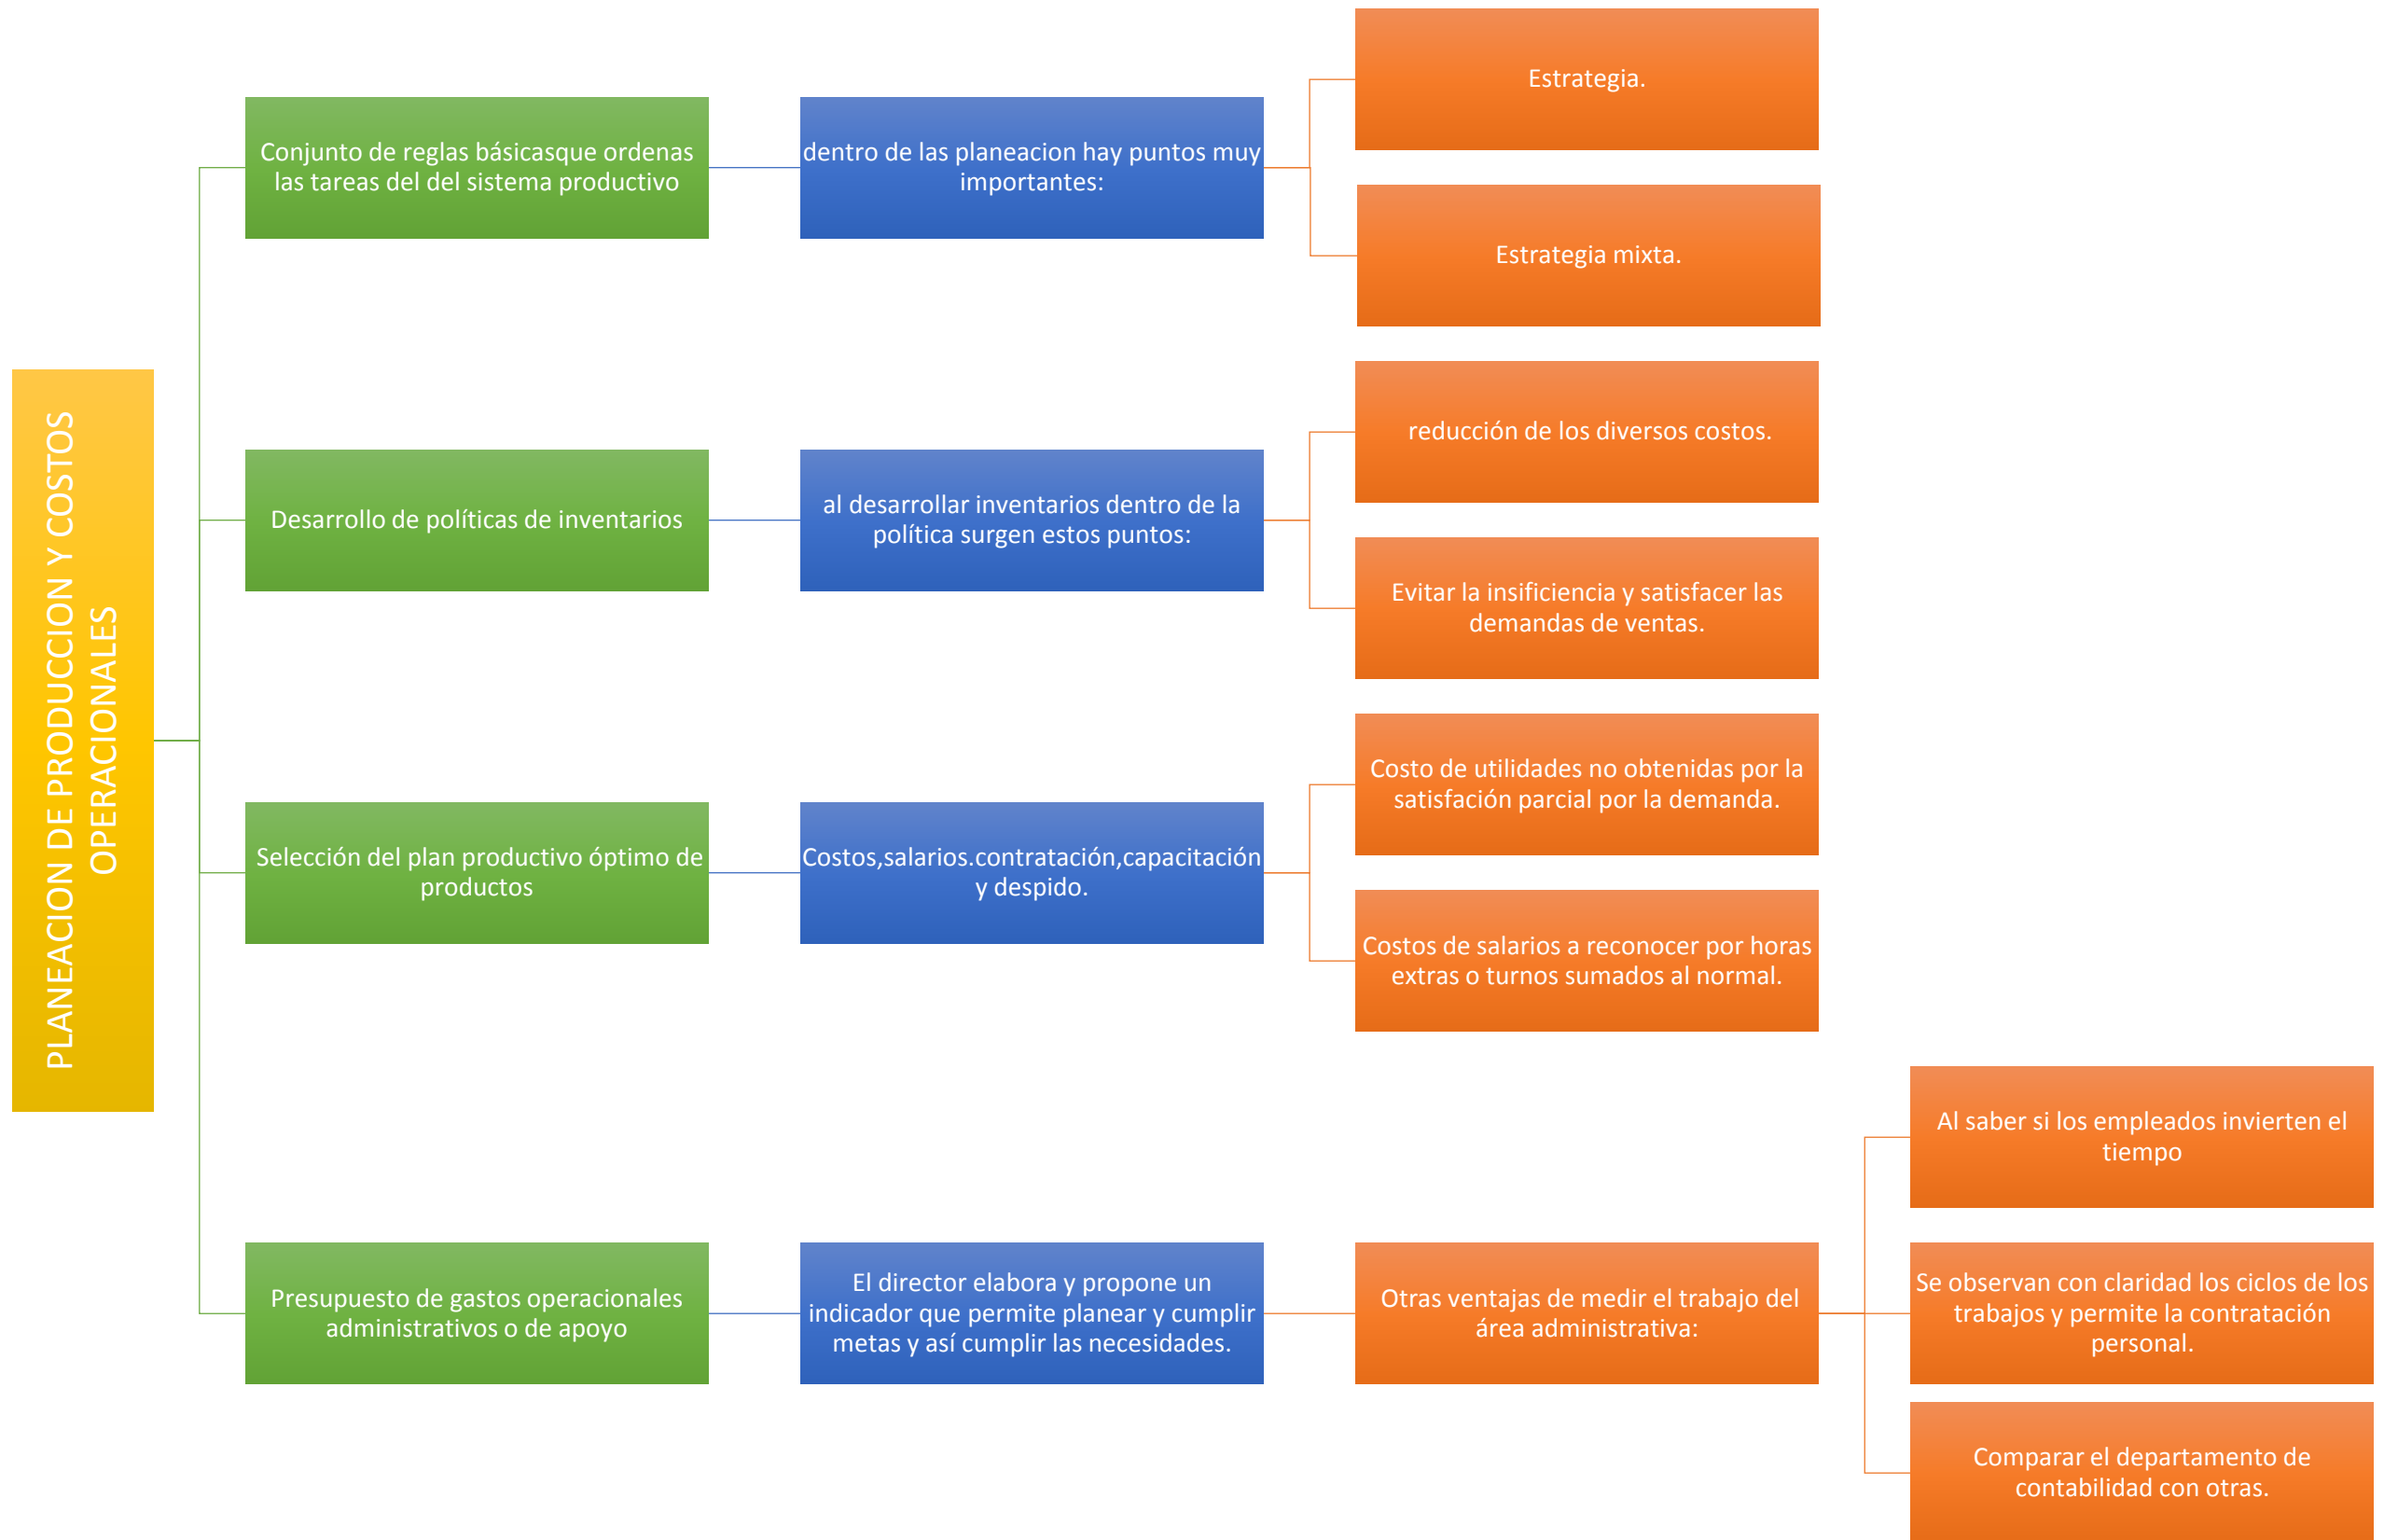 PLANEACION DE PRODUCCION Y COSTOS
OPERACIONALES
Conjunto de reglas básicasque ordenas
las tareas del del sistema productivo
dentro de las planeacion hay puntos muy
importantes:
Estrategia.
Estrategia mixta.
Desarrollo de políticas de inventarios
al desarrollar inventarios dentro de la
política surgen estos puntos:
reducción de los diversos costos.
Evitar la insificiencia y satisfacer las
demandas de ventas.
Selección del plan productivo óptimo de
productos
Costos,salarios.contratación,capacitación
y despido.
Costo de utilidades no obtenidas por la
satisfación parcial por la demanda.
Costos de salarios a reconocer por horas
extras o turnos sumados al normal.
Presupuesto de gastos operacionales
administrativos o de apoyo
El director elabora y propone un
indicador que permite planear y cumplir
metas y así cumplir las necesidades.
Otras ventajas de medir el trabajo del
área administrativa:
Al saber si los empleados invierten el
tiempo
Se observan con claridad los ciclos de los
trabajos y permite la contratación
personal.
Comparar el departamento de
contabilidad con otras.